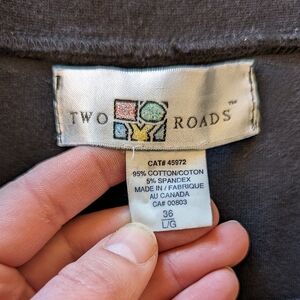 TWO ROADS™
CAT# 45972
95% COTTON/COTON
5% SPANDEX
MADE IN / FABRIQUE
AU CANADA
CA# 00803
36
L/G